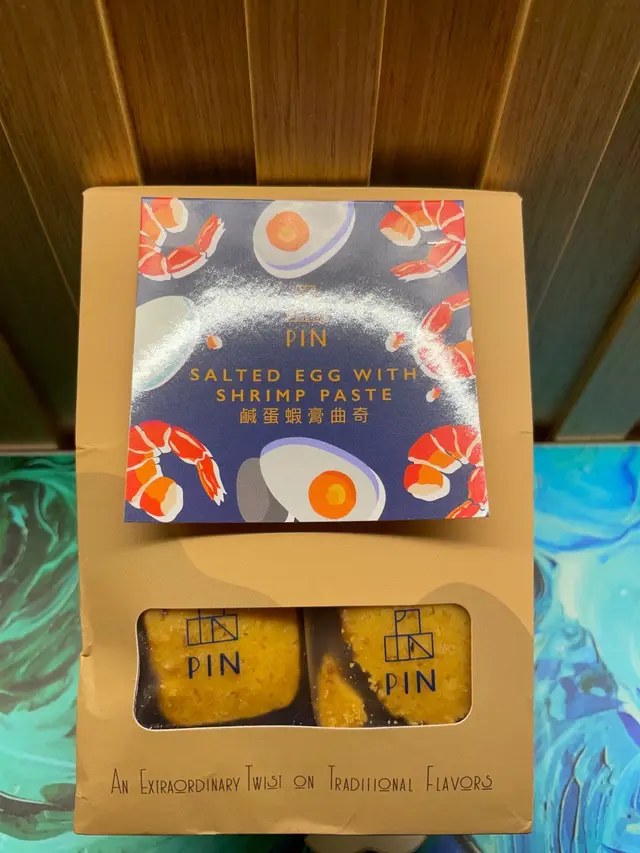 PIN
SALTED EGG WITH
SHRIMP PASTE
鹹蛋蝦膏曲奇
PIN
PIN
AN EXTRAORDINARY TWIST ON TRADITIONAL FLAVORS